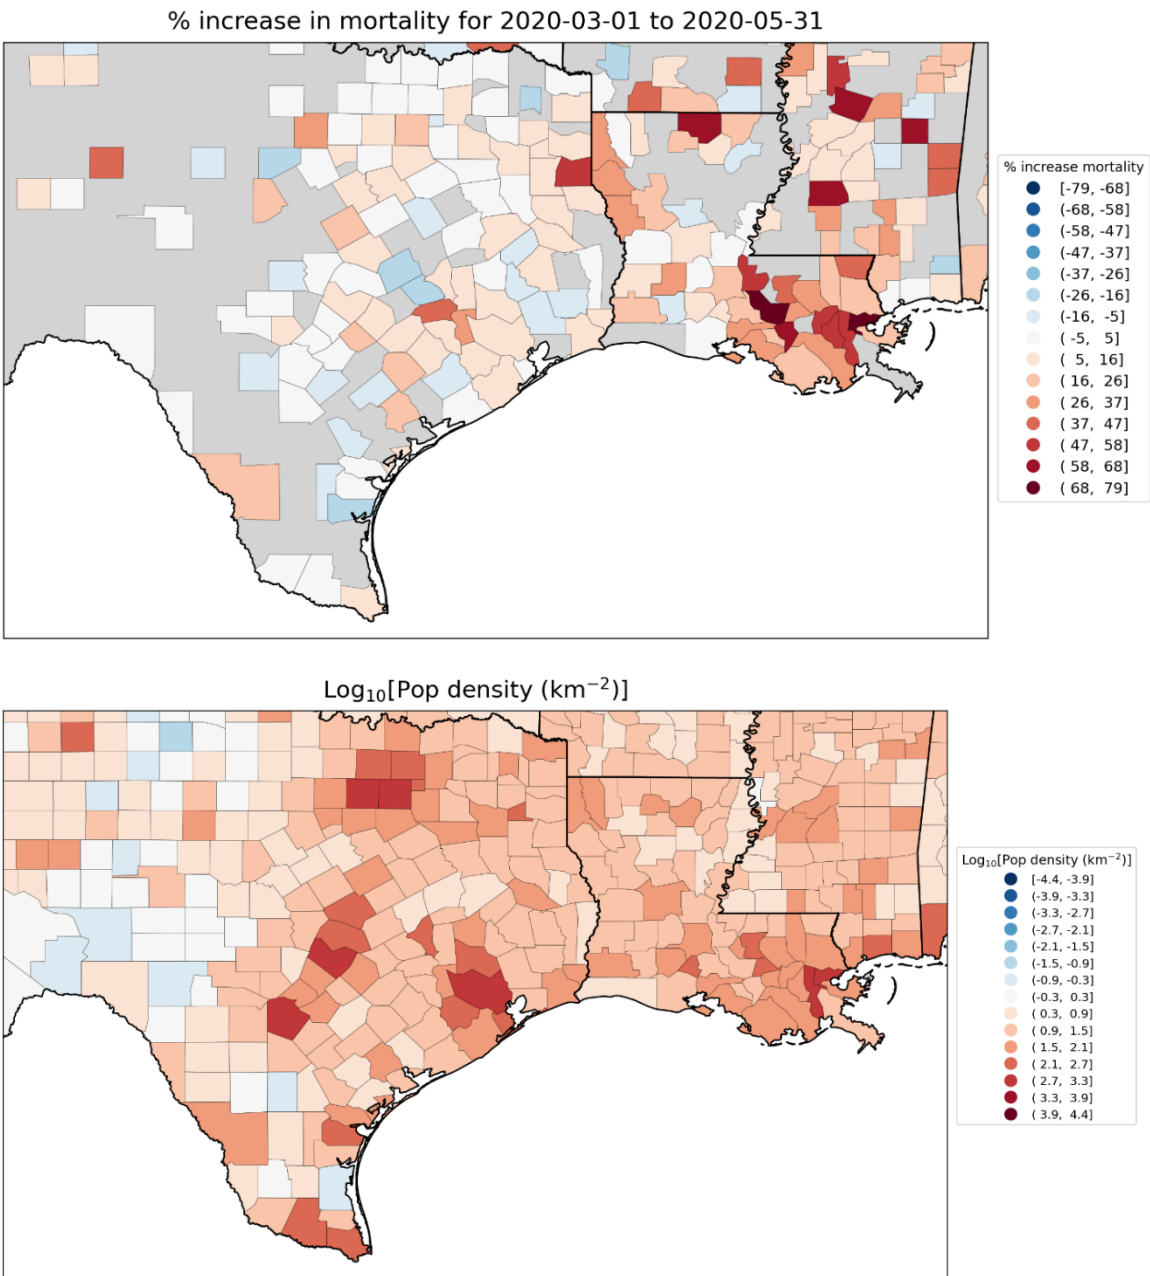 % increase in mortality for 2020-03-01 to 2020-05-31
% increase mortality
[-79, -68]
(-68, -58]
(-58, -47]
(-47, -37]
(-37, -26]
(-26, -16]
(-16, -5]
( -5, 5]
( 5, 16]
( 16, 26]
( 26, 37]
( 37, 47]
( 47, 58]
( 58, 68]
( 68, 79]
Log₁₀[Pop density (km⁻²)]
Log₁₀[Pop density (km⁻²)]
[-4.4, -3.9]
(-3.9, -3.3]
(-3.3, -2.7]
(-2.7, -2.1]
(-2.1, -1.5]
(-1.5, -0.9]
(-0.9, -0.3]
(-0.3, 0.3]
( 0.3, 0.9]
( 0.9, 1.5]
( 1.5, 2.1]
( 2.1, 2.7]
( 2.7, 3.3]
( 3.3, 3.9]
( 3.9, 4.4]